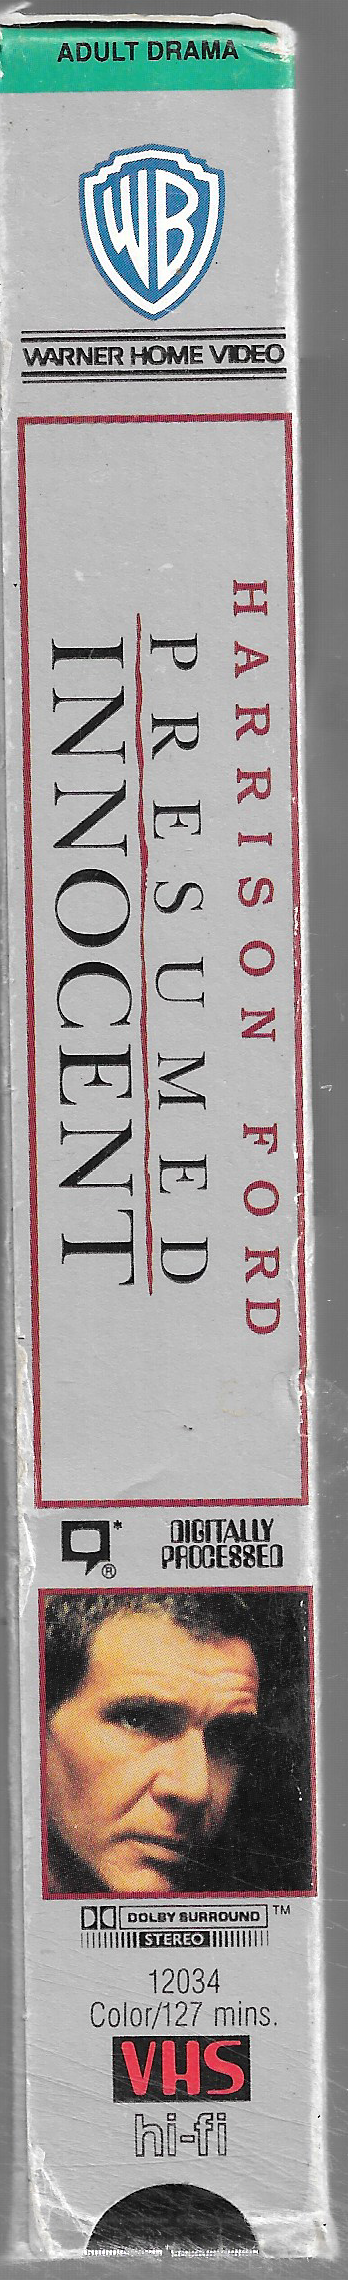 ADULT DRAMA
WB
WARNER HOME VIDEO
HARRISON FORD
PRESUMED
INNOCENT
*
®
DIGITALLY
PROCESSED
DOLBY SURROUND ™
STEREO
12034
Color/127 mins.
VHS
hi-fi